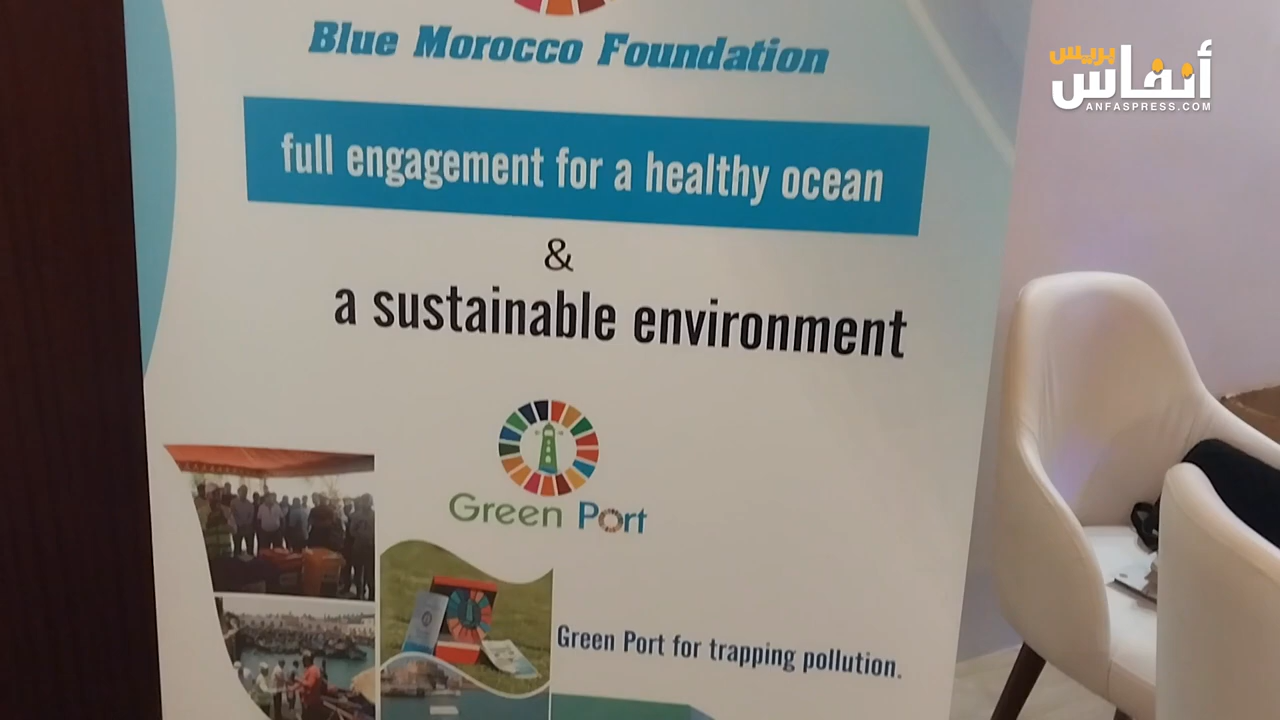 Blue Morocco Foundation
full engagement for a healthy ocean
&
a sustainable environment
Green Port
Green Port for trapping pollution.
أنفاس بريس
ANFASPRESS.COM